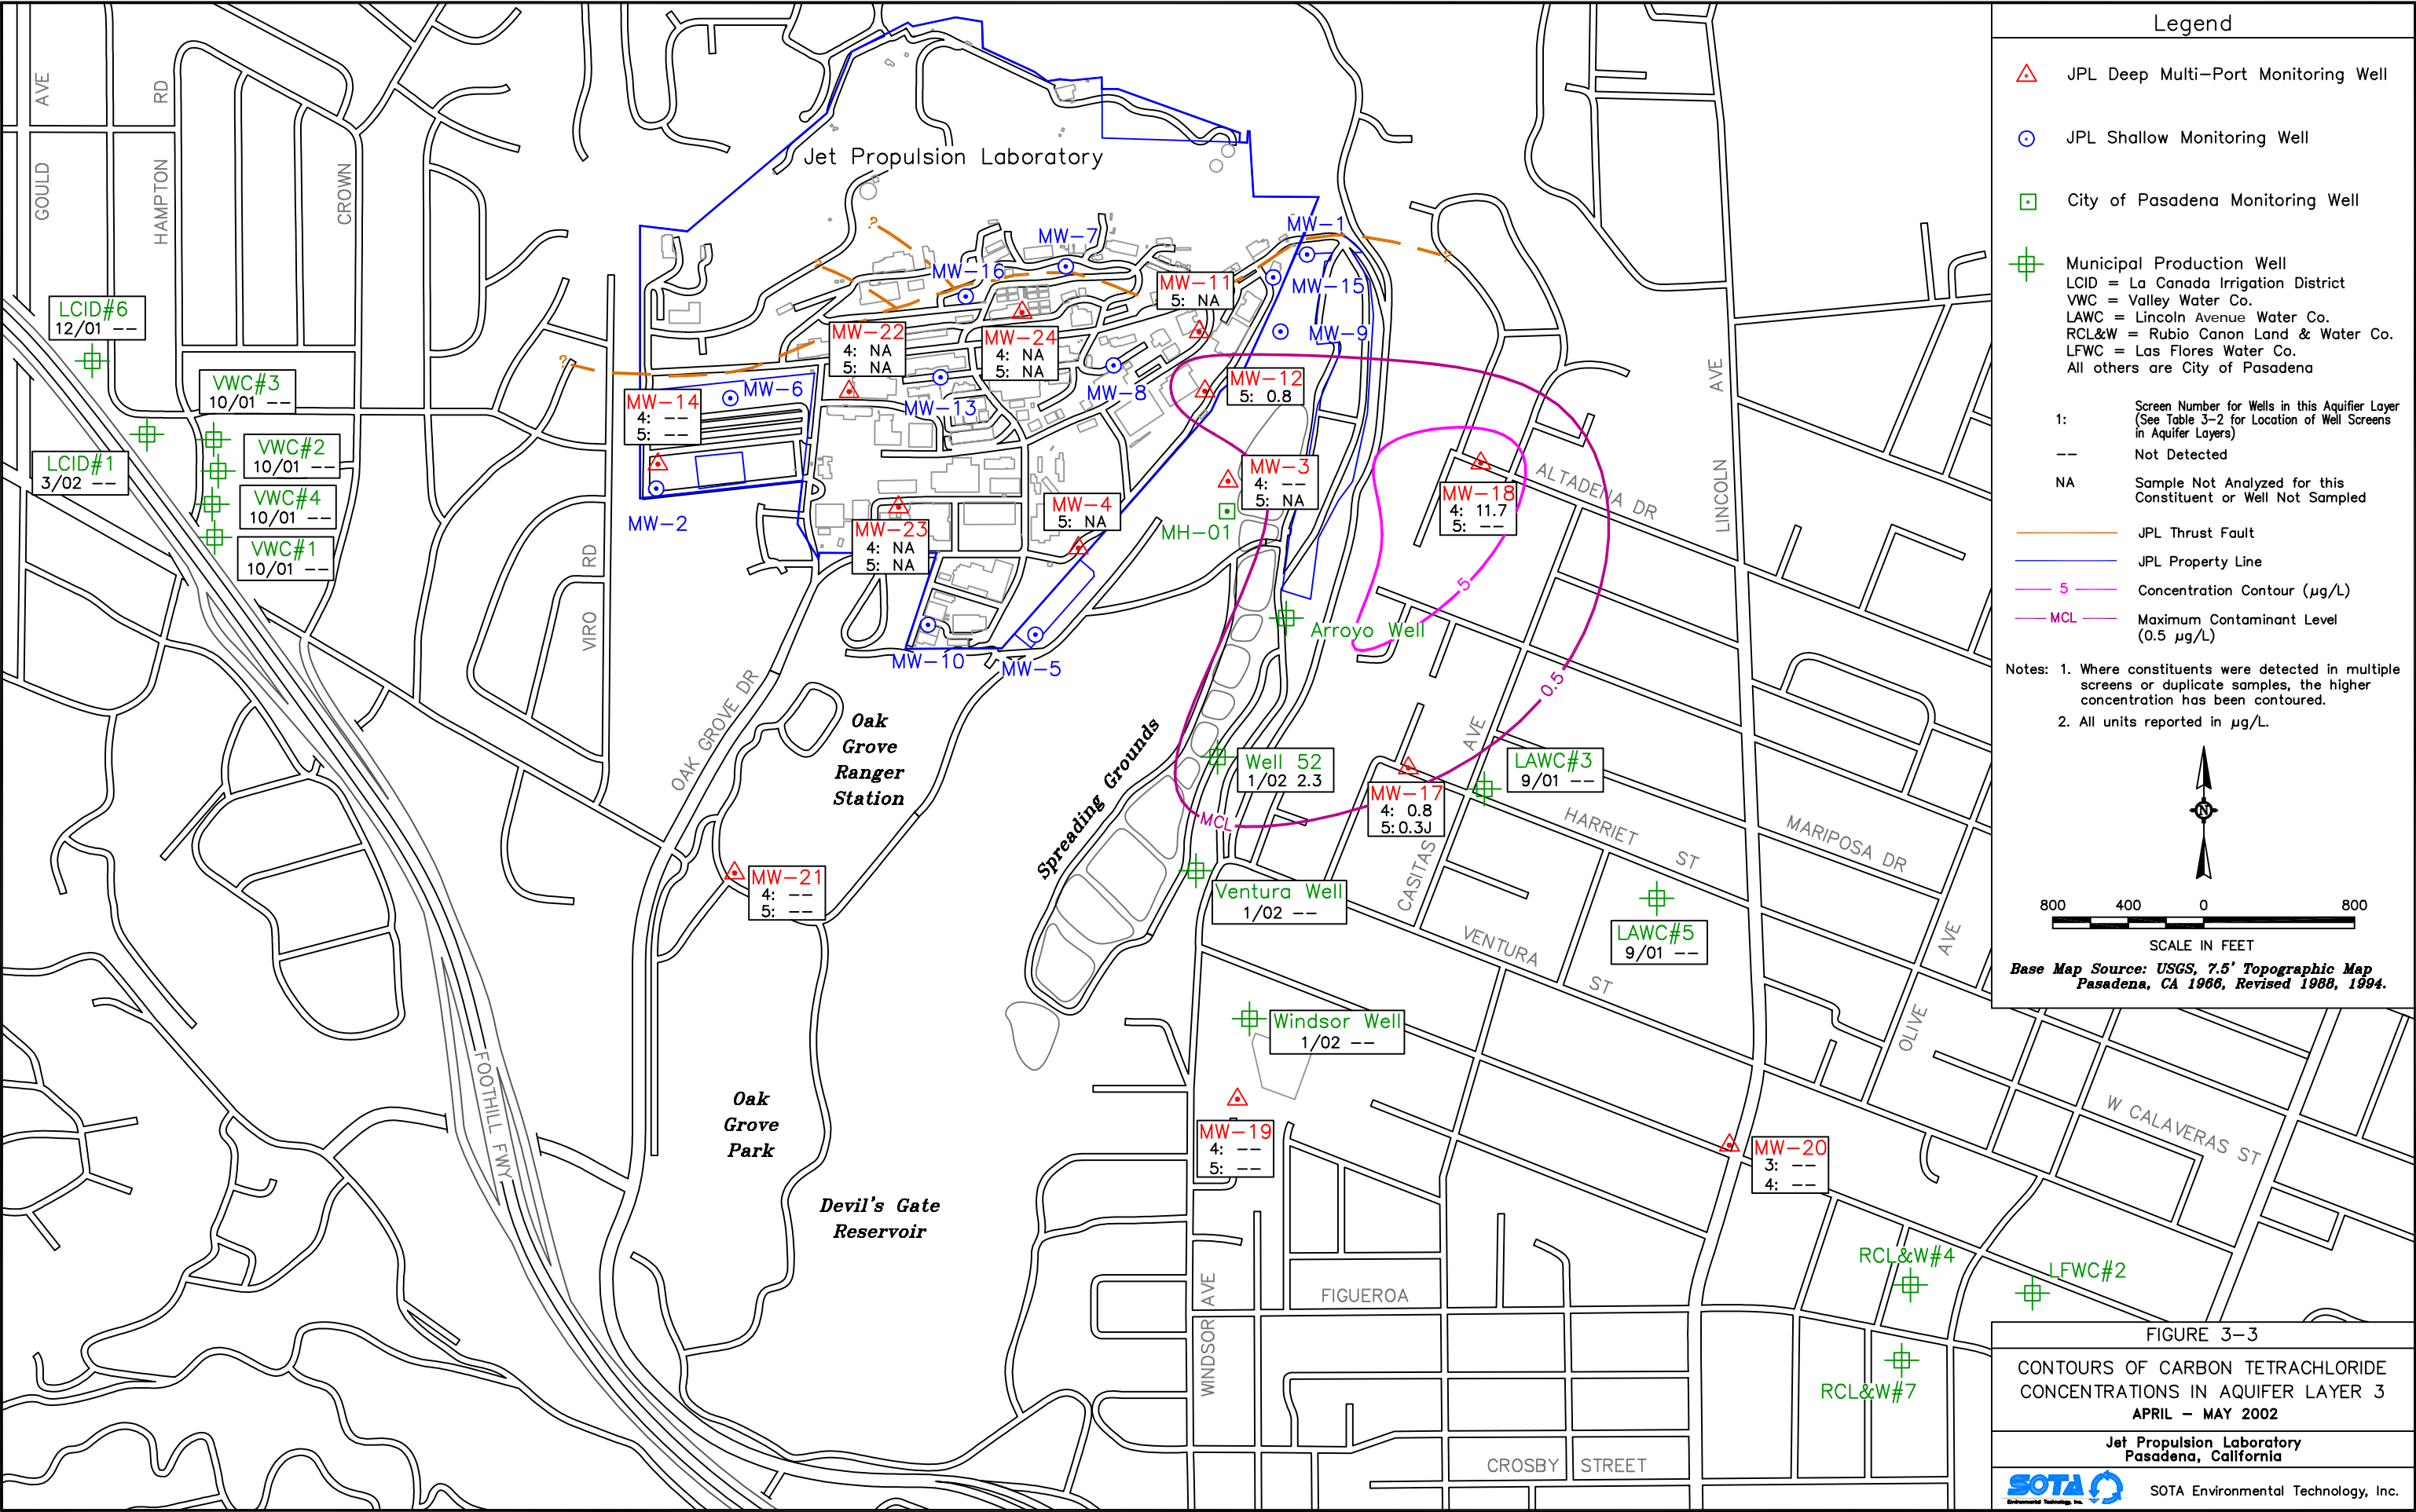 Legend
JPL Deep Multi-Port Monitoring Well
JPL Shallow Monitoring Well
City of Pasadena Monitoring Well
Municipal Production Well
LCID = La Canada Irrigation District
VWC = Valley Water Co.
LAWC = Lincoln Avenue Water Co.
RCL&W = Rubio Canon Land & Water Co.
LFWC = Las Flores Water Co.
All others are City of Pasadena
1:
Screen Number for Wells in this Aquifier Layer
(See Table 3-2 for Location of Well Screens
in Aquifer Layers)
-- Not Detected
NA Sample Not Analyzed for this
Constituent or Well Not Sampled
JPL Thrust Fault
JPL Property Line
5 Concentration Contour (µg/L)
MCL Maximum Contaminant Level
(0.5 µg/L)
Notes: 1. Where constituents were detected in multiple
screens or duplicate samples, the higher
concentration has been contoured.
2. All units reported in µg/L.
N
800 400 0 800
SCALE IN FEET
Base Map Source: USGS, 7.5' Topographic Map
Pasadena, CA 1966, Revised 1988, 1994.
FIGURE 3-3
CONTOURS OF CARBON TETRACHLORIDE
CONCENTRATIONS IN AQUIFER LAYER 3
APRIL - MAY 2002
Jet Propulsion Laboratory
Pasadena, California
SOTA
Environmental Technology, Inc.
SOTA Environmental Technology, Inc.
GOULD AVE
HAMPTON RD
CROWN
Jet Propulsion Laboratory
?
?
?
?
MW-7
MW-1
MW-16
MW-15
MW-11
5: NA
MW-9
LCID#6
12/01 --
MW-22
4: NA
5: NA
MW-24
4: NA
5: NA
MW-12
5: 0.8
VWC#3
10/01 --
MW-14
4: --
5: --
MW-6
MW-13
MW-8
VWC#2
10/01 --
LCID#1
3/02 --
VWC#4
10/01 --
VWC#1
10/01 --
MW-2
MW-23
4: NA
5: NA
MW-4
5: NA
MW-3
4: --
5: NA
MH-01
MW-18
4: 11.7
5: --
5
ALTADENA DR
LINCOLN AVE
VIRO RD
Arroyo Well
MW-10
MW-5
0.5
OAK GROVE DR
Oak
Grove
Ranger
Station
Spreading Grounds
Well 52
1/02 2.3
MCL
MW-17
4: 0.8
5: 0.3J
LAWC#3
9/01 --
CASITAS AVE
HARRIET ST
MARIPOSA DR
MW-21
4: --
5: --
Ventura Well
1/02 --
VENTURA ST
LAWC#5
9/01 --
OLIVE AVE
Windsor Well
1/02 --
FOOTHILL FWY
Oak
Grove
Park
MW-19
4: --
5: --
MW-20
3: --
4: --
W CALAVERAS ST
Devil's Gate
Reservoir
RCL&W#4
LFWC#2
RCL&W#7
WINDSOR AVE
FIGUEROA
CROSBY STREET